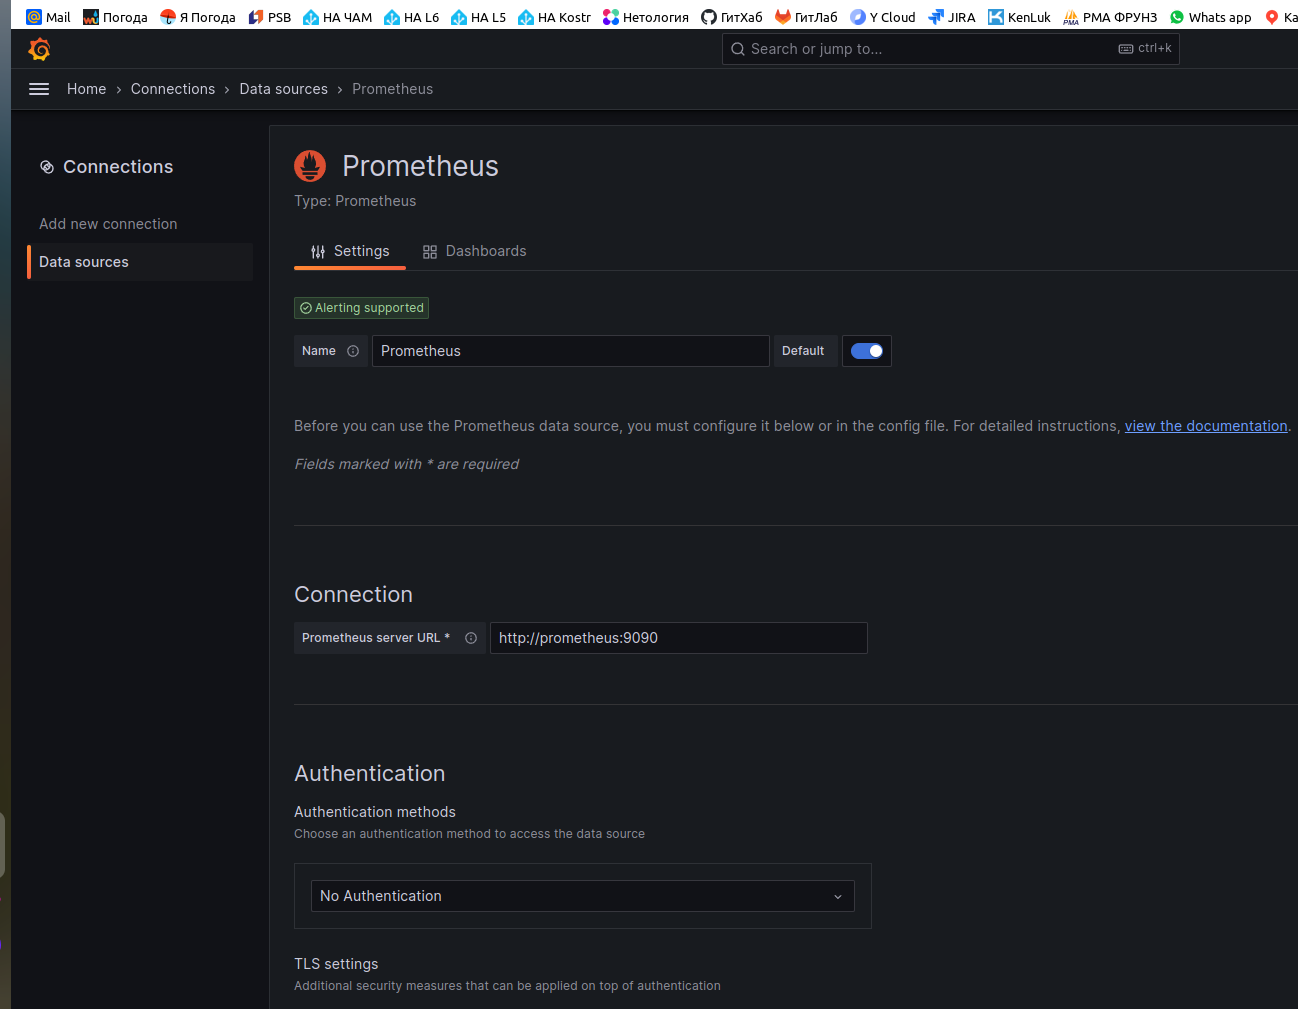 Mail Погода Я Погода PSB НА ЧАМ HA L6 HA L5 HA Kostr Нетология ГитХаб ГитЛаб Y Cloud JIRA KenLuk PMA ФРУНЗ Whats app
Search or jump to... ctrl+k
Home › Connections › Data sources › Prometheus
Connections
Add new connection
Data sources
Prometheus
Type: Prometheus
Settings Dashboards
Alerting supported
Name Prometheus Default
Before you can use the Prometheus data source, you must configure it below or in the config file. For detailed instructions, view the documentation.
Fields marked with * are required
Connection
Prometheus server URL * http://prometheus:9090
Authentication
Authentication methods
Choose an authentication method to access the data source
No Authentication
TLS settings
Additional security measures that can be applied on top of authentication